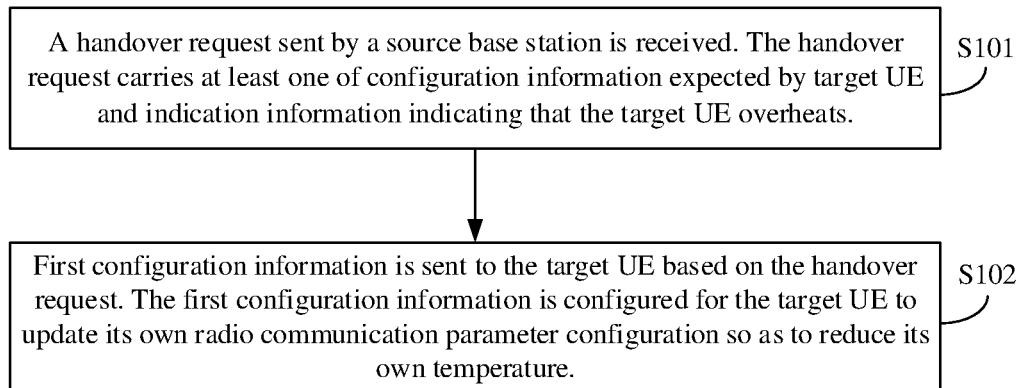 A handover request sent by a source base station is received. The handover
request carries at least one of configuration information expected by target UE
and indication information indicating that the target UE overheats.
S101
First configuration information is sent to the target UE based on the handover
request. The first configuration information is configured for the target UE to
update its own radio communication parameter configuration so as to reduce its
own temperature.
S102